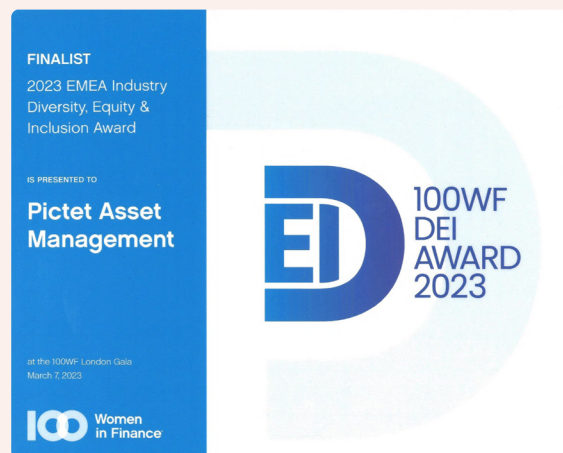 FINALIST
2023 EMEA Industry
Diversity, Equity &
Inclusion Award
IS PRESENTED TO
Pictet Asset
Management
at the 100WF London Gala
March 7, 2023
100 Women
in Finance
DEI
100WF
DEI
AWARD
2023